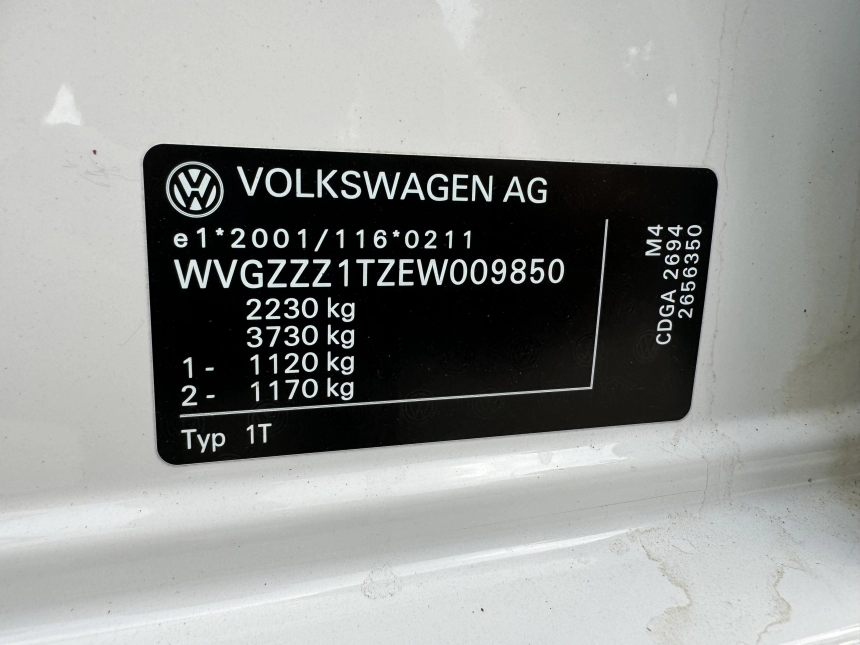 VOLKSWAGEN AG
e1*2001/116*0211
WVGZZZ1TZEW009850
2230 kg
3730 kg
1 - 1120 kg
2 - 1170 kg
Typ 1T
M4
CDGA 2694
2656350